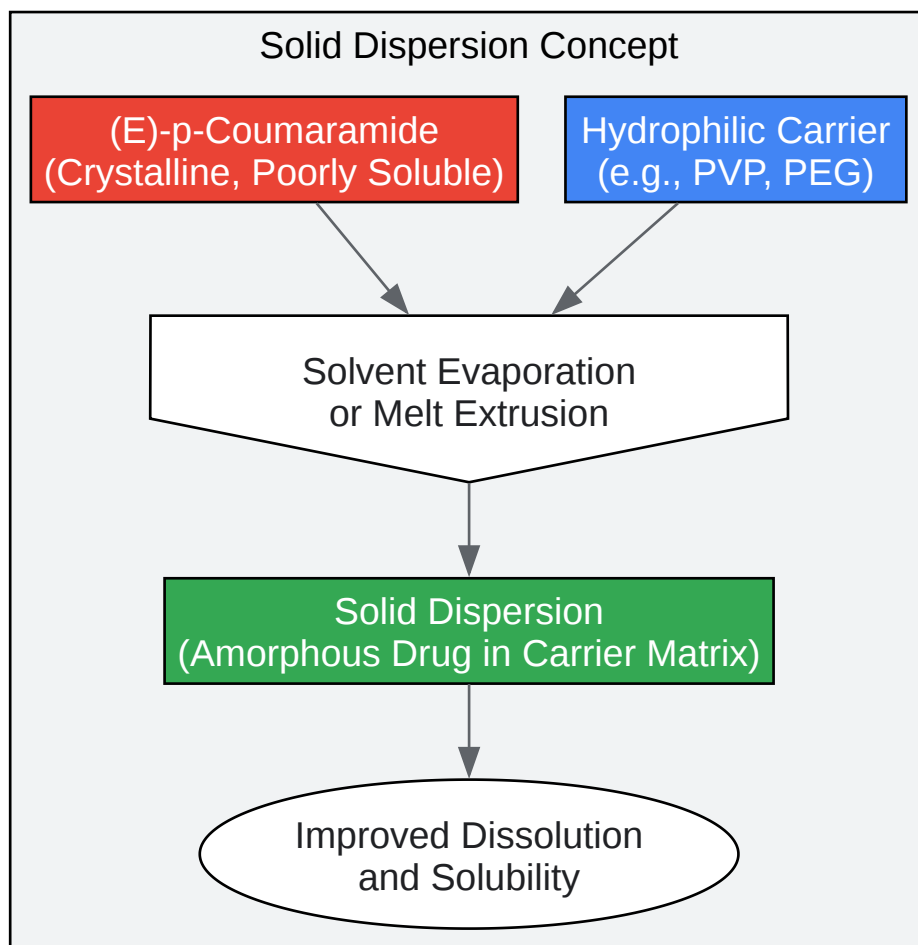 Solid Dispersion Concept
(E)-p-Coumaramide
(Crystalline, Poorly Soluble)
Hydrophilic Carrier
(e.g., PVP, PEG)
Solvent Evaporation
or Melt Extrusion
Solid Dispersion
(Amorphous Drug in Carrier Matrix)
Improved Dissolution
and Solubility